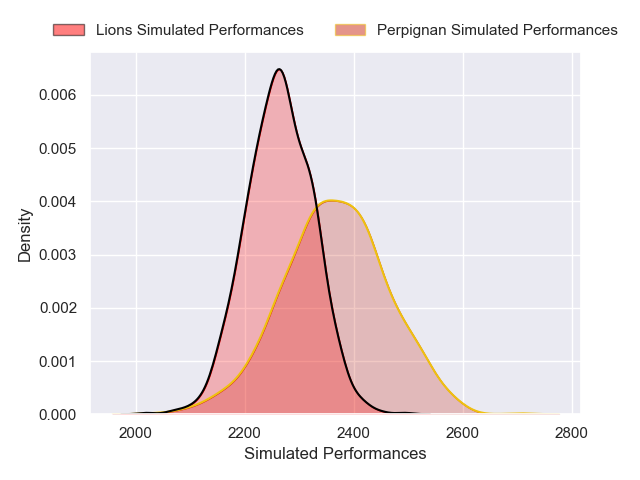 Lions Simulated Performances Perpignan Simulated Performances
0.006
0.005
0.004
0.003
0.002
0.001
0.000
Density
2000 2200 2400 2600 2800
Simulated Performances